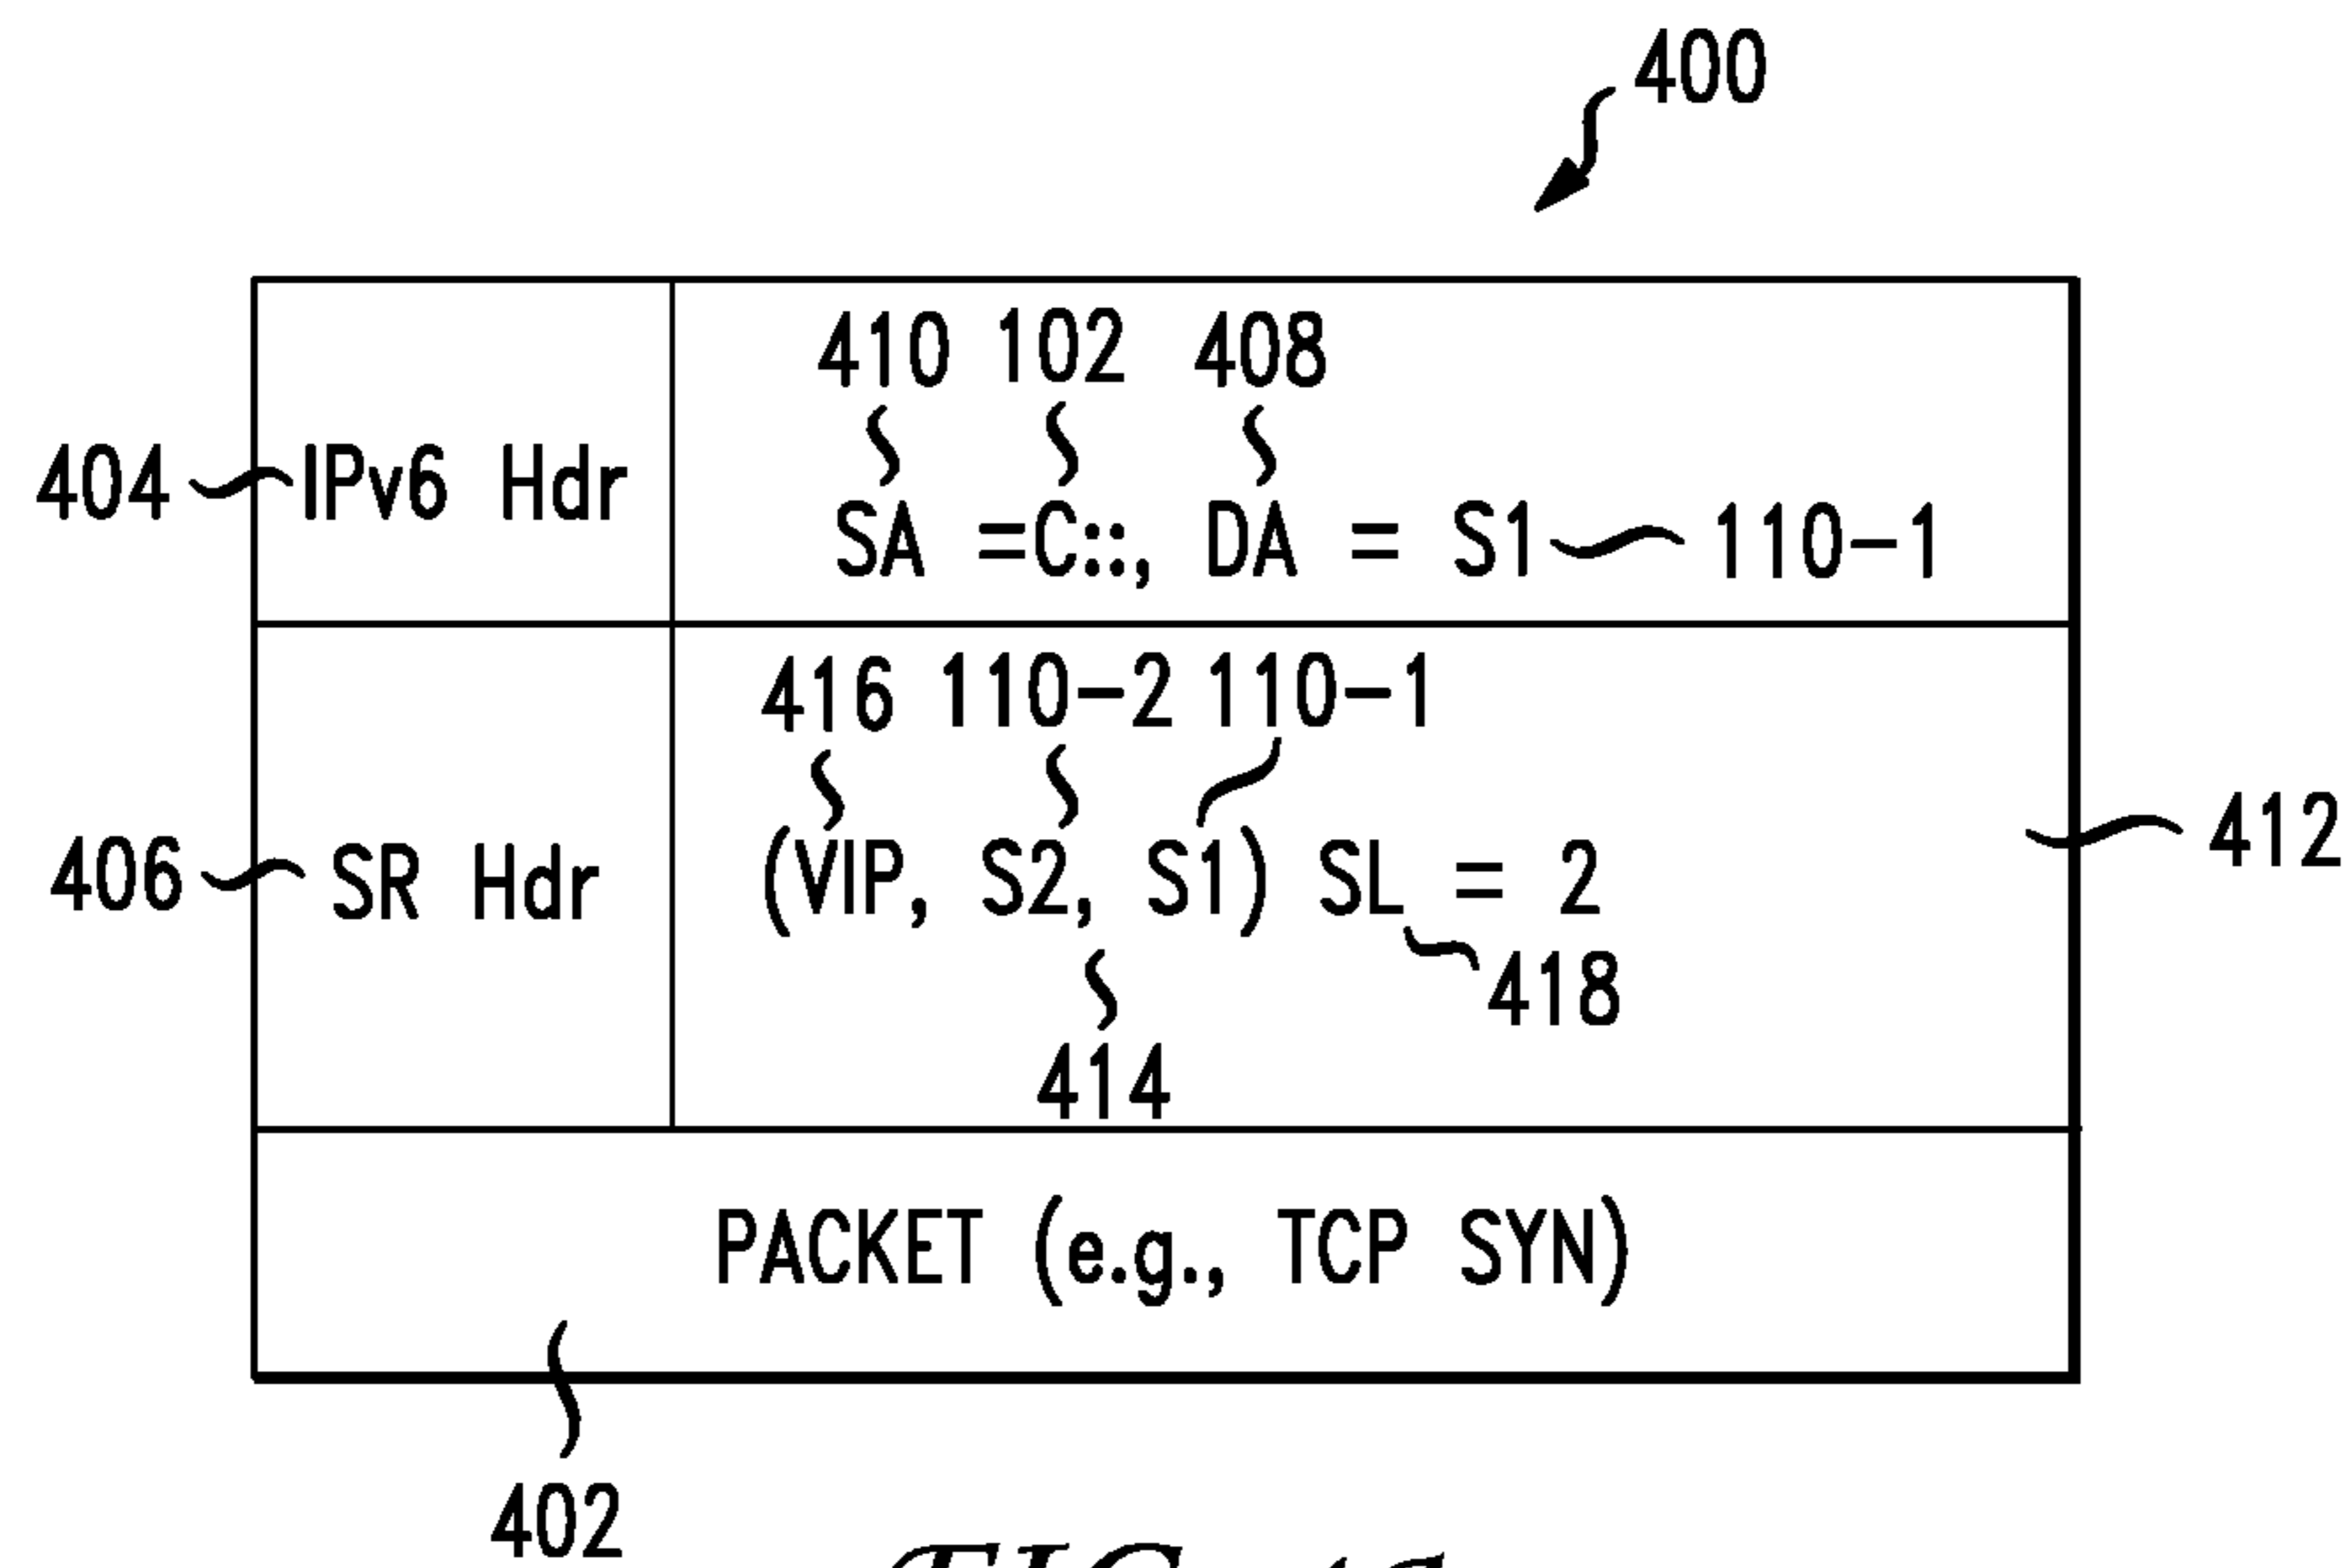 400
410 102 408
404 IPv6 Hdr SA =C::, DA = S1 110-1
416 110-2 110-1
406 SR Hdr (VIP, S2, S1) SL = 2 412
418
414
PACKET (e.g., TCP SYN)
402